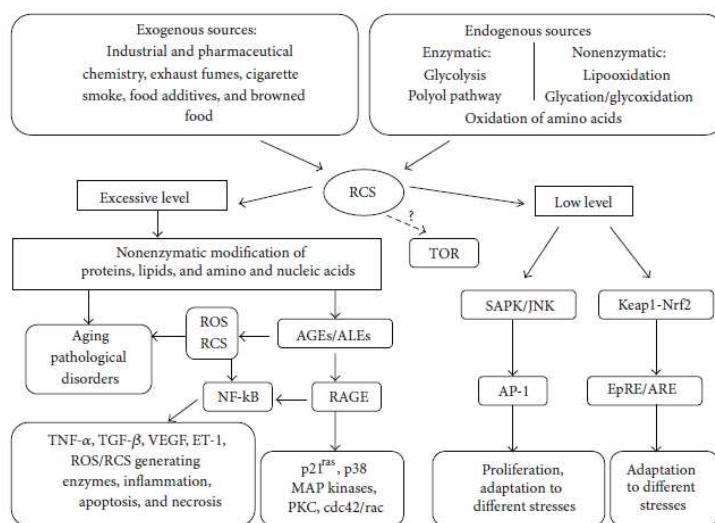 Exogenous sources:
Industrial and pharmaceutical
chemistry, exhaust fumes, cigarette
smoke, food additives, and browned
food
Endogenous sources
Enzymatic:
Glycolysis
Polyol pathway
Nonenzymatic:
Lipooxidation
Glycation/glycoxidation
Oxidation of amino acids
RCS
Excessive level
Low level
?
TOR
Nonenzymatic modification of
proteins, lipids, and amino and nucleic acids
SAPK/JNK
Keap1-Nrf2
Aging
pathological
disorders
ROS
RCS
AGEs/ALEs
NF-kB
RAGE
AP-1
EpRE/ARE
TNF-α, TGF-β, VEGF, ET-1,
ROS/RCS generating
enzymes, inflammation,
apoptosis, and necrosis
p21ras, p38
MAP kinases,
PKC, cdc42/rac
Proliferation,
adaptation to
different stresses
Adaptation
to different
stresses